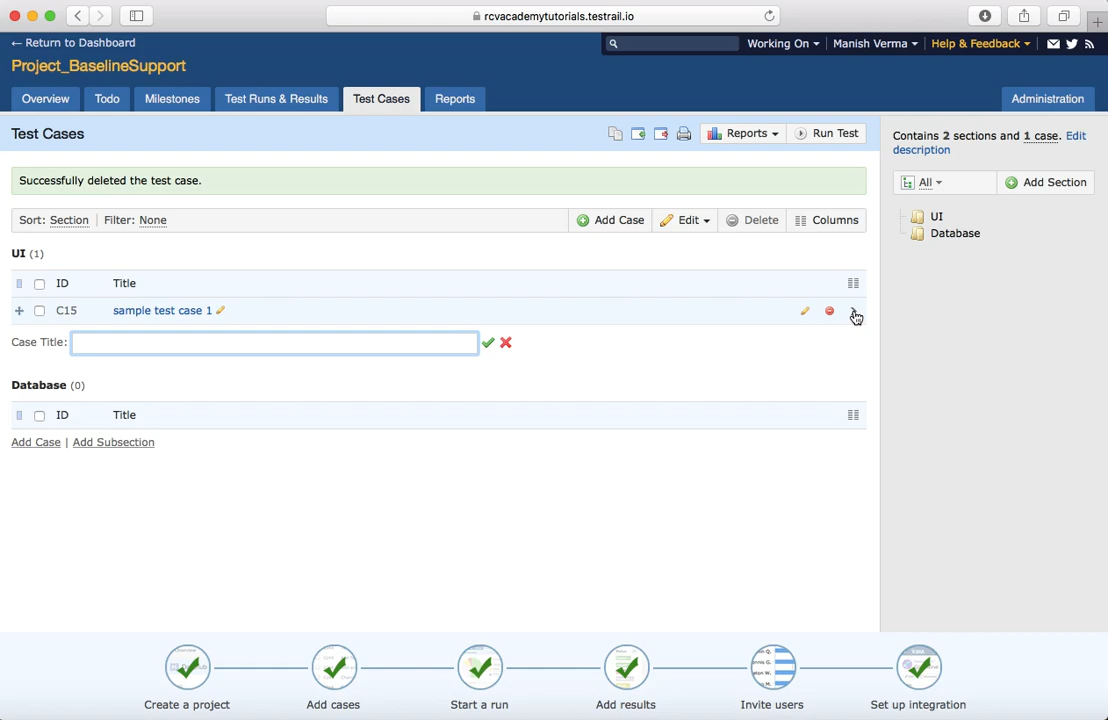 rcvacademytutorials.testrail.io
← Return to Dashboard
Working On
Manish Verma
Help & Feedback
Project_BaselineSupport
Overview
Todo
Milestones
Test Runs & Results
Test Cases
Reports
Administration
Test Cases
Reports
Run Test
Contains 2 sections and 1 case. Edit
description
Successfully deleted the test case.
All
Add Section
Sort: Section
Filter: None
Add Case
Edit
Delete
Columns
UI
Database
UI (1)
ID
Title
C15
sample test case 1
Case Title:
Database (0)
ID
Title
Add Case | Add Subsection
Create a project
Add cases
Start a run
Add results
Invite users
Set up integration